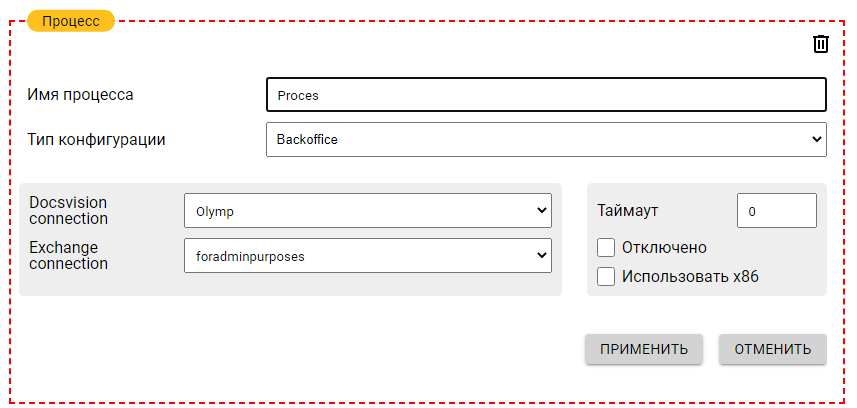 Процесс
Имя процесса
Proces
Тип конфигурации
Backoffice
Docsvision
connection
Olymp
Exchange
connection
foradminpurposes
Таймаут
0
Отключено
Использовать x86
ПРИМЕНИТЬ
ОТМЕНИТЬ